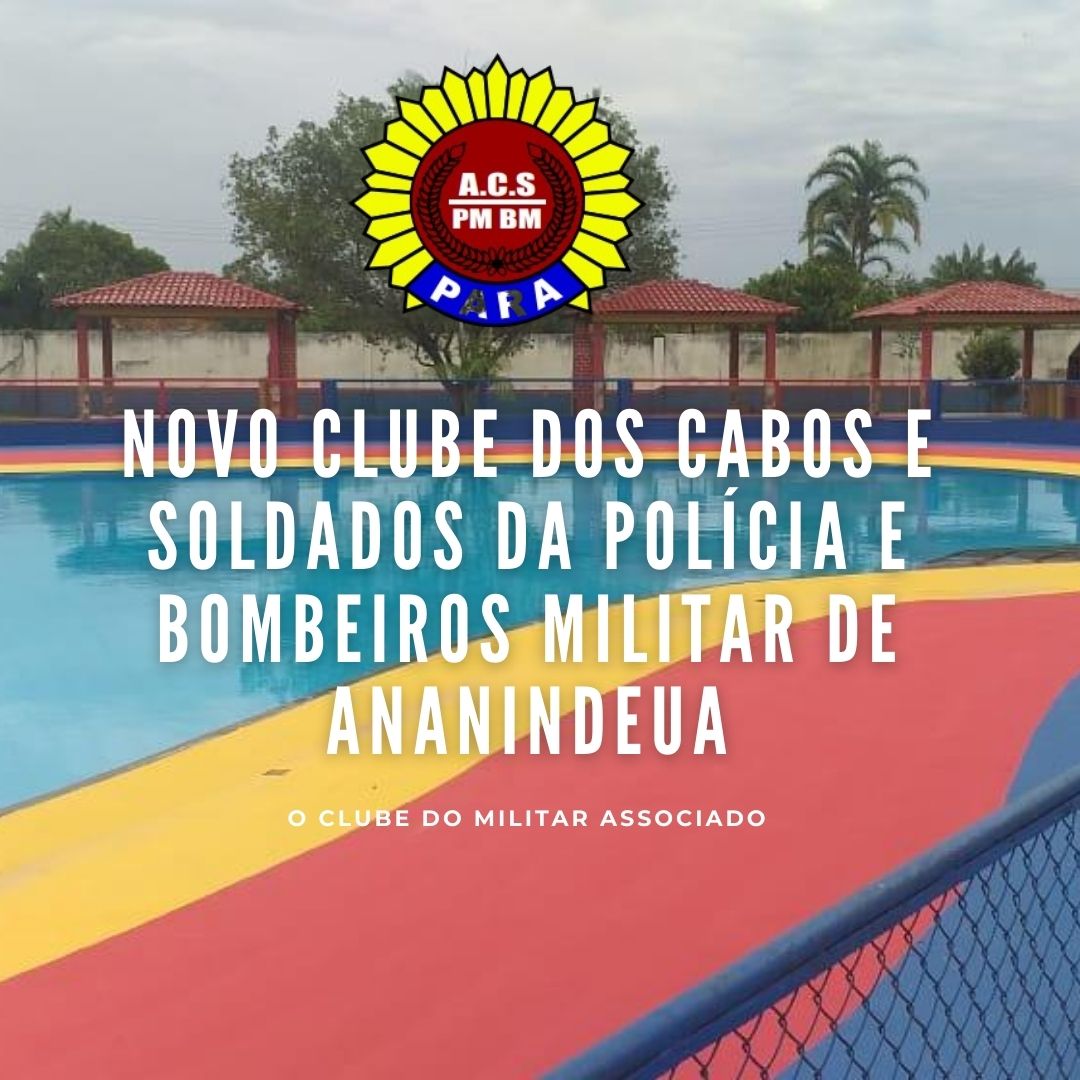 A.C.S
PM BM
PARA
NOVO CLUBE DOS CABOS E
SOLDADOS DA POLÍCIA E
BOMBEIROS MILITAR DE
ANANINDEUA
O CLUBE DO MILITAR ASSOCIADO